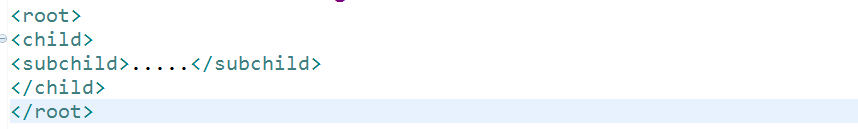 <root>
<child>
<subchild>.....</subchild>
</child>
</root>